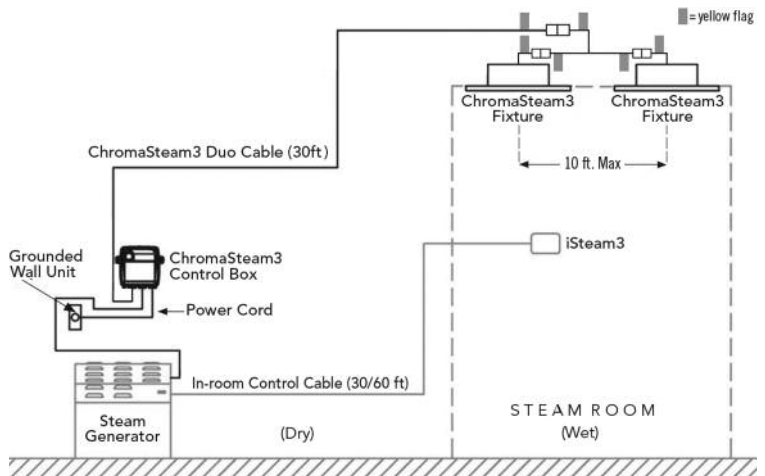 = yellow flag
ChromaSteam3
Fixture
ChromaSteam3
Fixture
ChromaSteam3 Duo Cable (30ft)
10 ft. Max
Grounded
Wall Unit
ChromaSteam3
Control Box
iSteam3
Power Cord
In-room Control Cable (30/60 ft)
Steam
Generator
(Dry)
STEAM ROOM
(Wet)